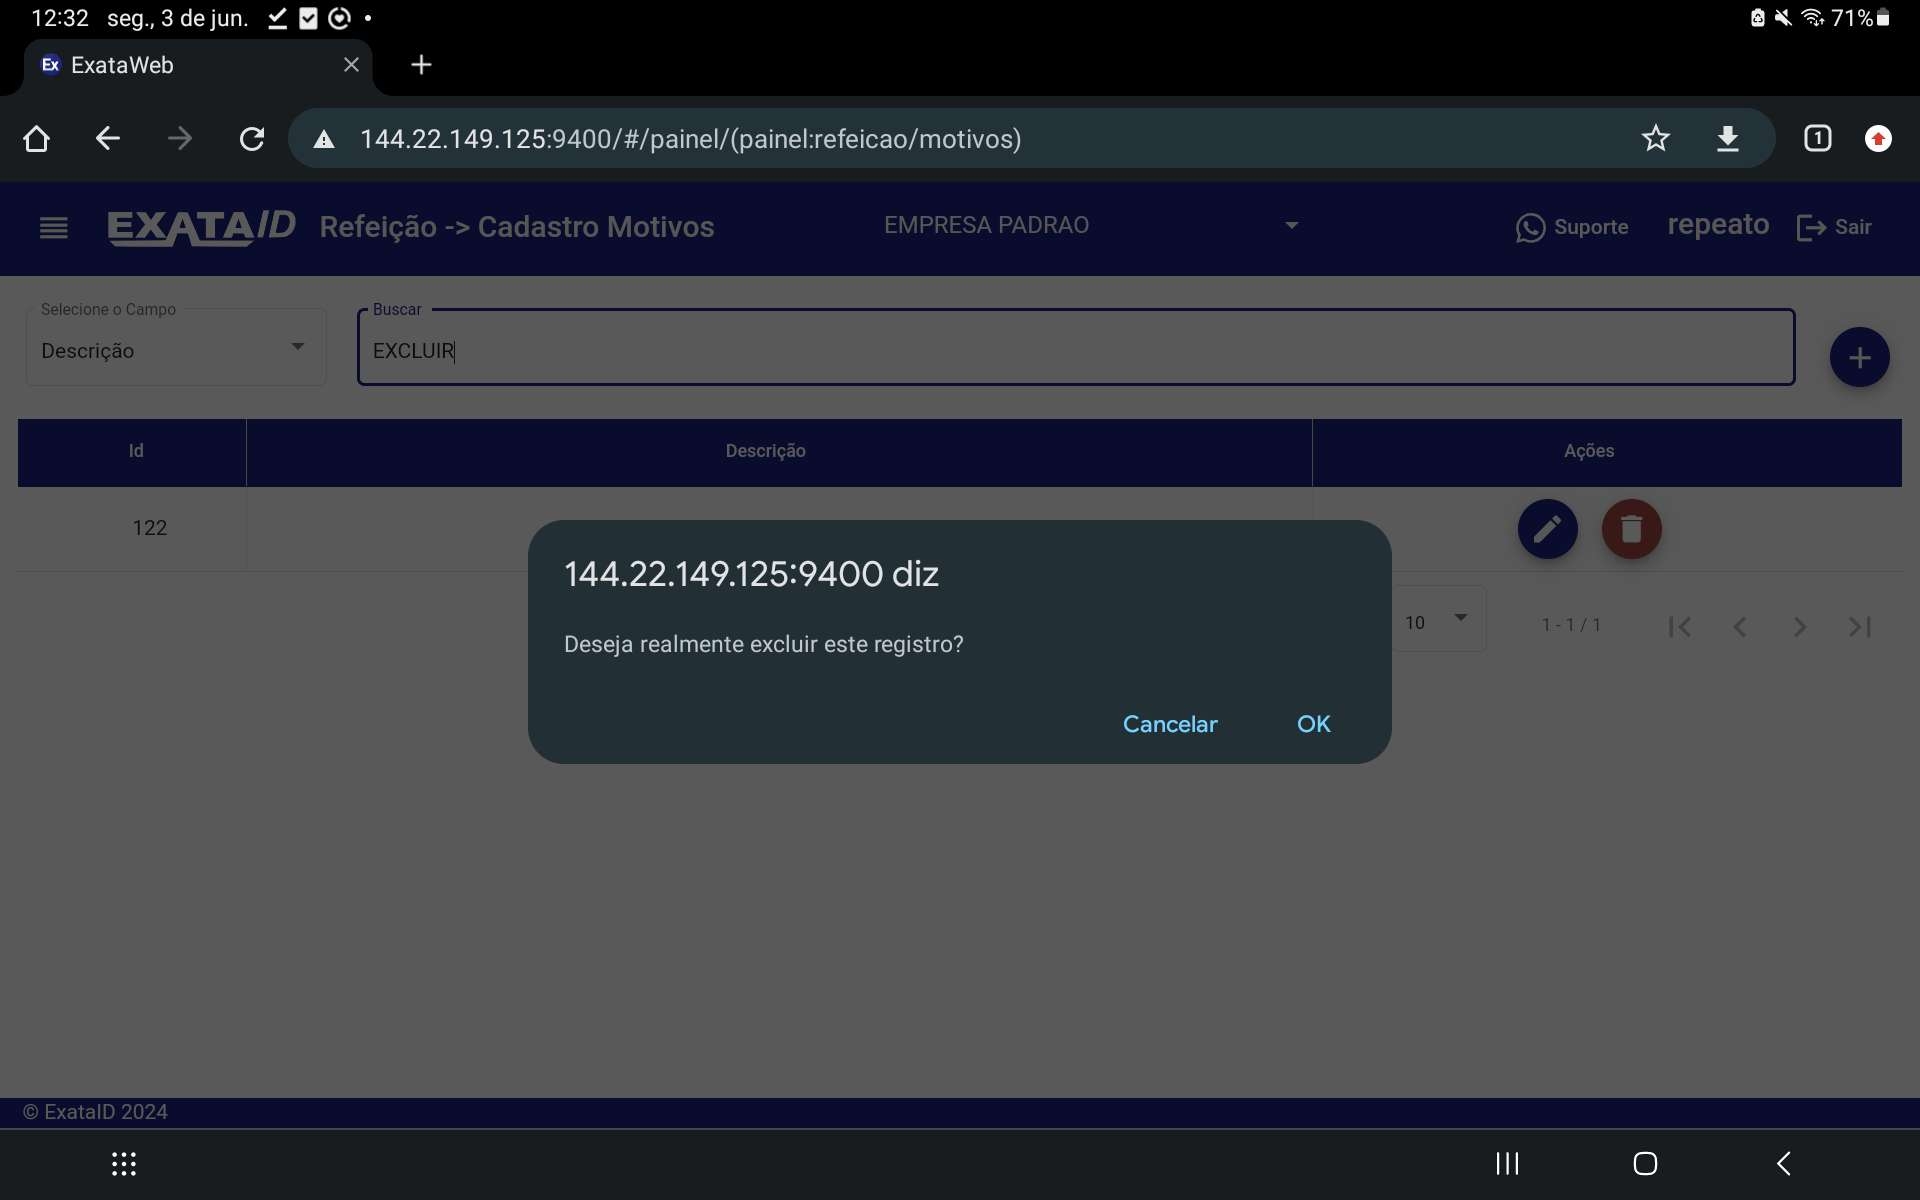 12:32 seg., 3 de jun. 71%
Ex ExataWeb
144.22.149.125:9400/#/painel/(painel:refeicao/motivos) 1
EXATAID Refeição -> Cadastro Motivos EMPRESA PADRAO Suporte repeato Sair
Selecione o Campo Buscar
Descrição EXCLUIR
Id Descrição Ações
122
144.22.149.125:9400 diz
Deseja realmente excluir este registro?
10 1 - 1 / 1
Cancelar OK
© ExataID 2024